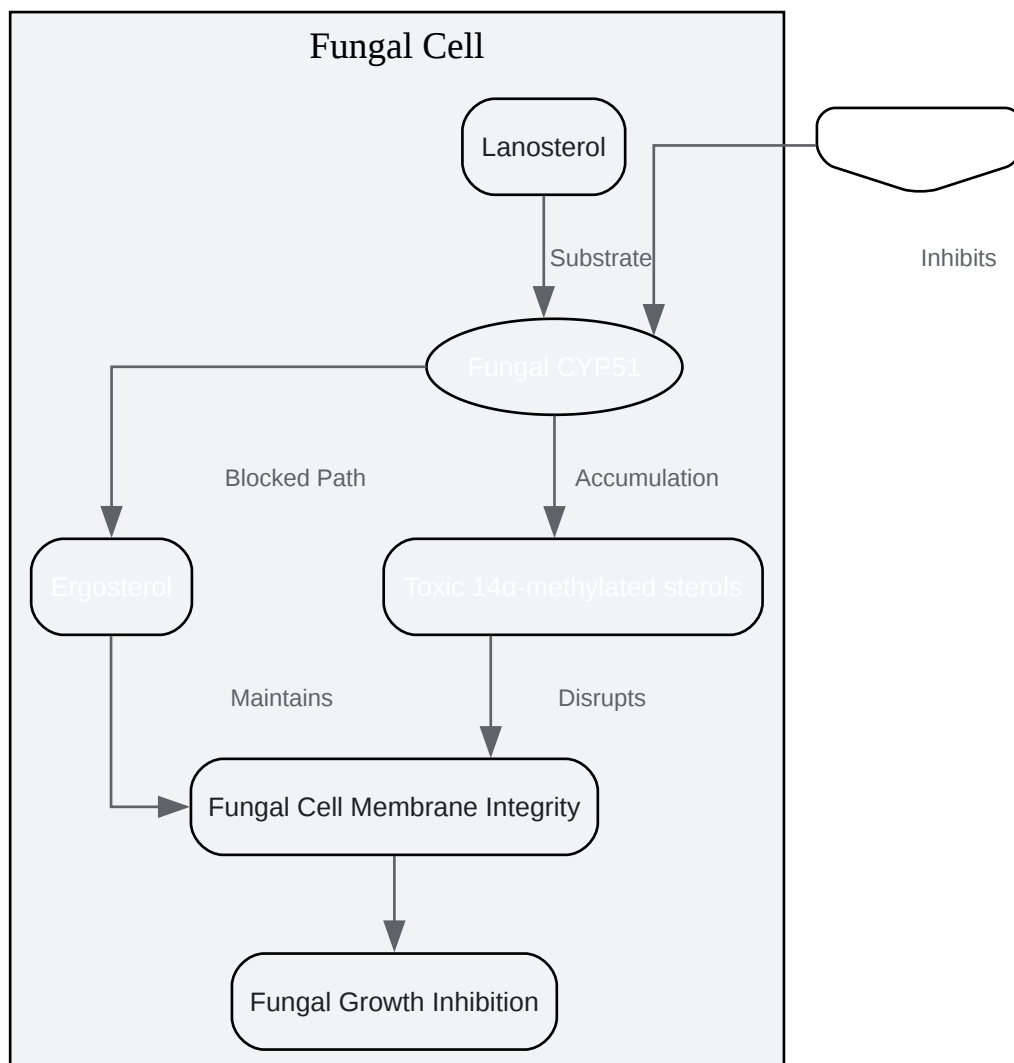 Fungal Cell
Lanosterol
Substrate
Inhibits
Fungal CYP51
Blocked Path
Accumulation
Ergosterol
Toxic 14α-methylated sterols
Maintains
Disrupts
Fungal Cell Membrane Integrity
Fungal Growth Inhibition